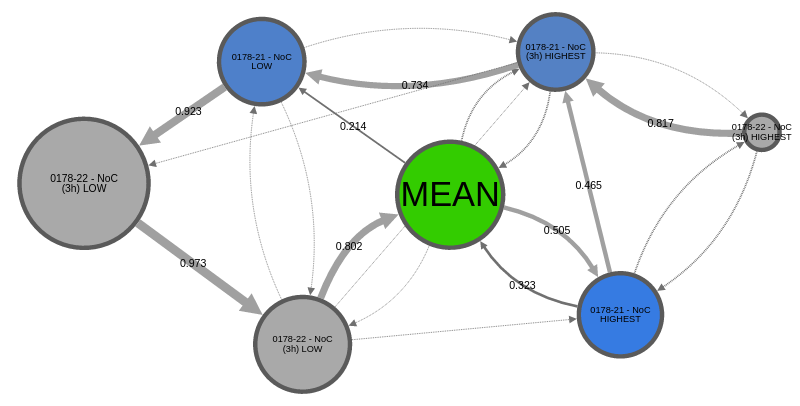 0178-21 - NoC
(3h) HIGHEST
0178-21 - NoC
LOW
0.734
0.923
0.214
0.817
0178-22 - NoC
(3h) HIGHEST
0178-22 - NoC
(3h) LOW
MEAN
0.465
0.505
0.802
0.973
0.323
0178-21 - NoC
HIGHEST
0178-22 - NoC
(3h) LOW